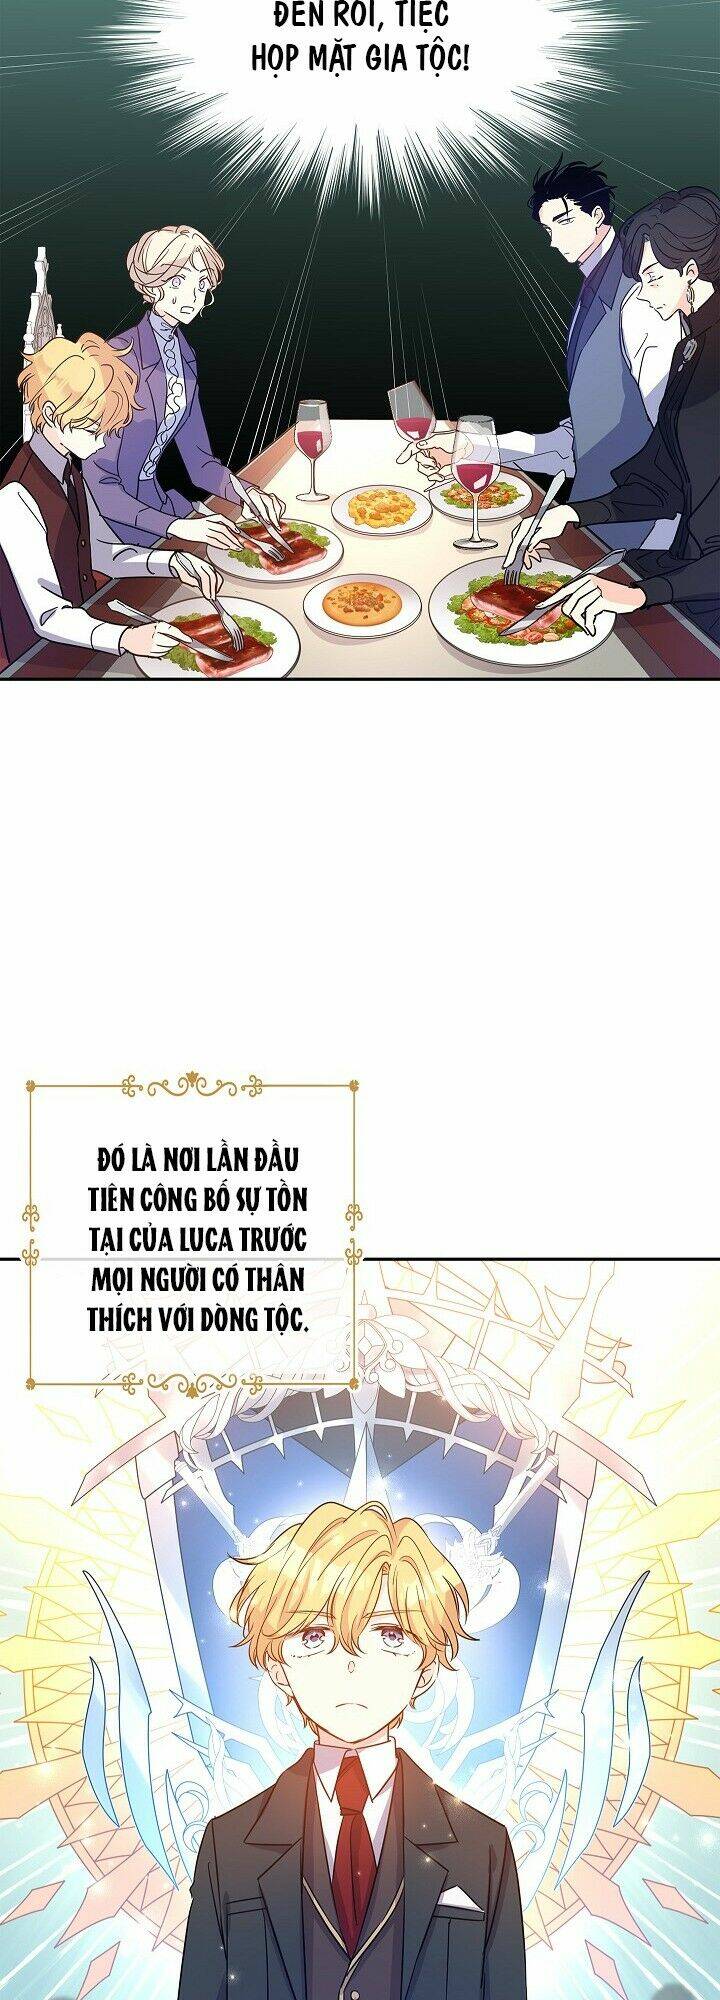 ĐẾN RỒI, TIỆC
HỌP MẶT GIA TỘC!
ĐÓ LÀ NƠI LẦN ĐẦU
TIÊN CÔNG BỐ SỰ TỒN
TẠI CỦA LUCA TRƯỚC
MỌI NGƯỜI CÓ THÂN
THÍCH VỚI DÒNG TỘC.